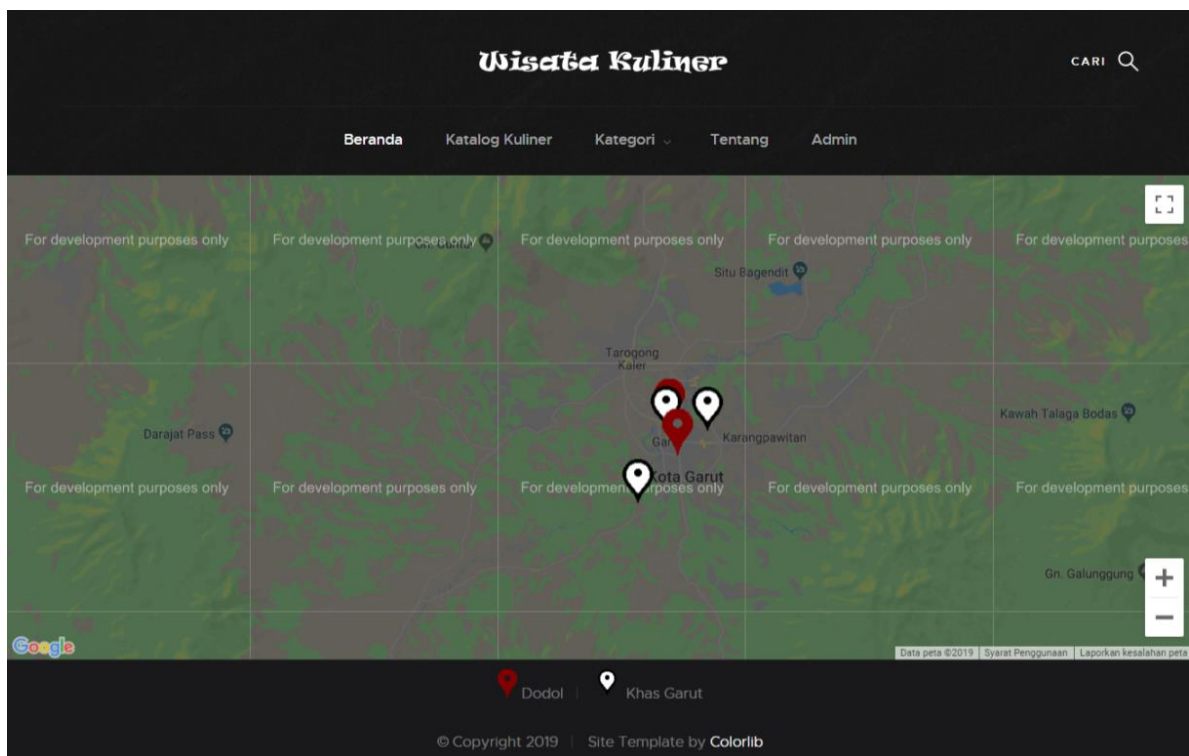 Wisata Kuliner
CARI
Beranda Katalog Kuliner Kategori Tentang Admin
For development purposes only For development purposes only For development purposes only For development purposes only For development purposes
Situ Bagendit
Tarogong
Kaler
Kawah Talaga Bodas
Darajat Pass
Karangpawitan
Kota Garut
For development purposes only For development purposes only For development purposes only For development purposes only For development purposes
Gn. Galunggung
Google
Data peta ©2019 Syarat Penggunaan Laporkan kesalahan peta
Dodol Khas Garut
© Copyright 2019 Site Template by Colorlib